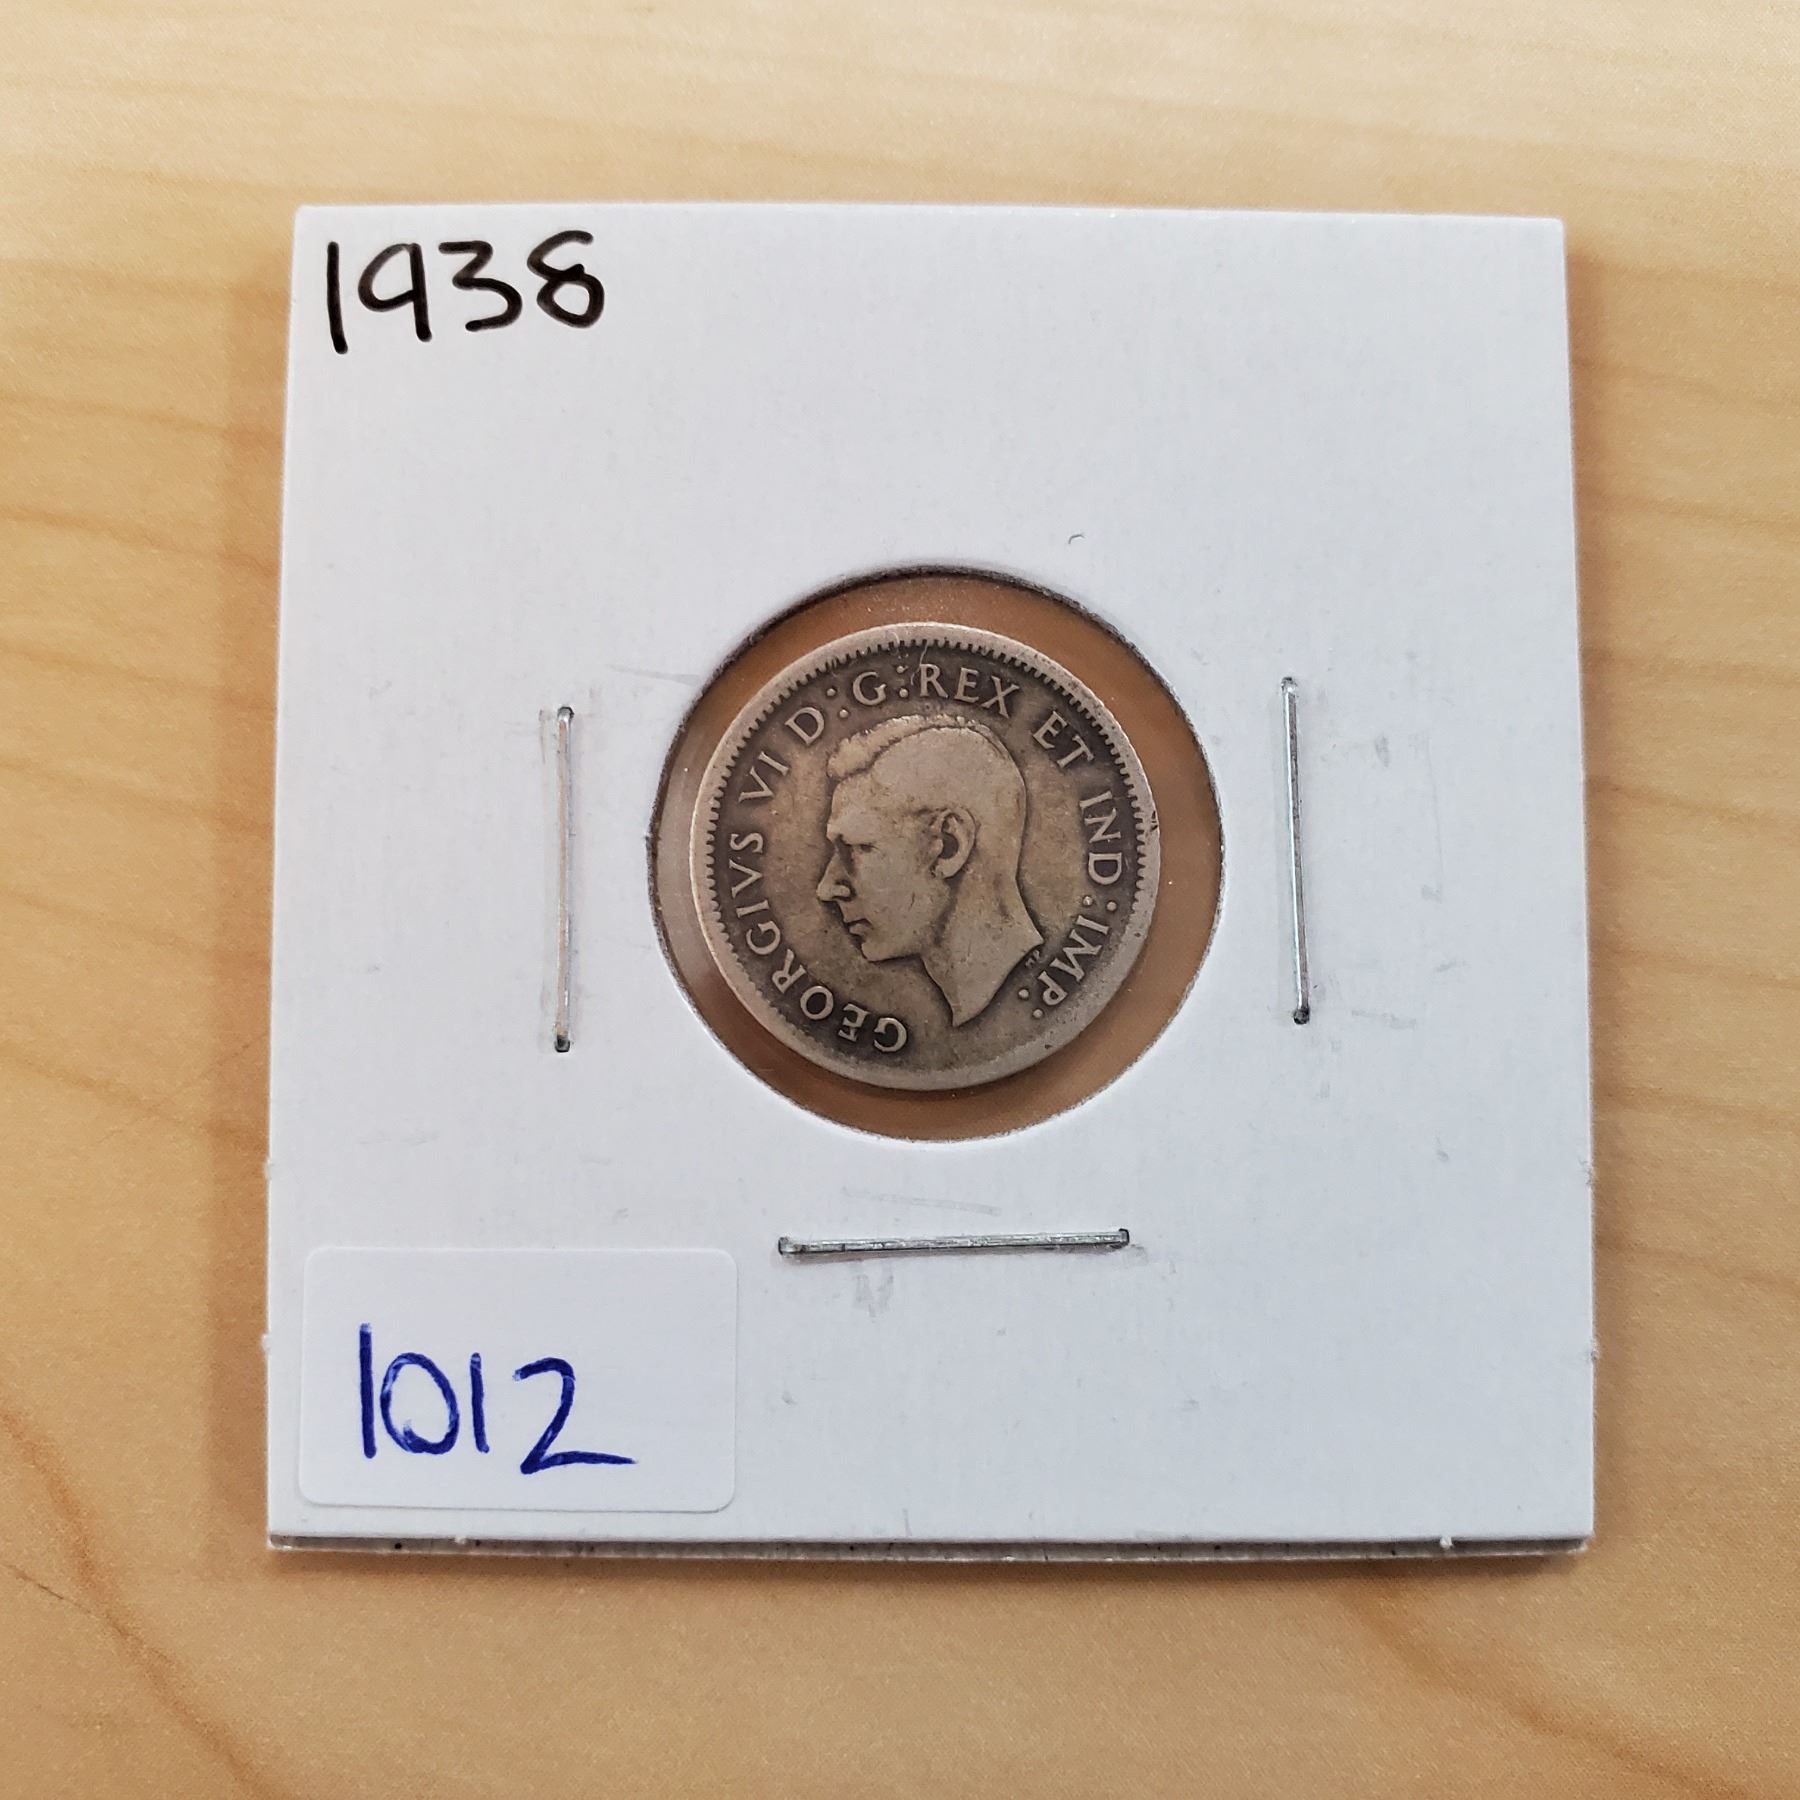 1938
GEORGIVS VI D:G:REX ET IND:IMP:
1012